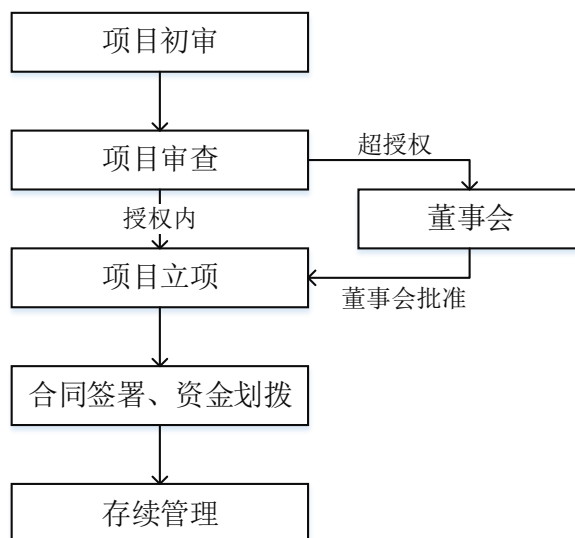 项目初审
项目审查
超授权
董事会
授权内
项目立项
董事会批准
合同签署、资金划拨
存续管理